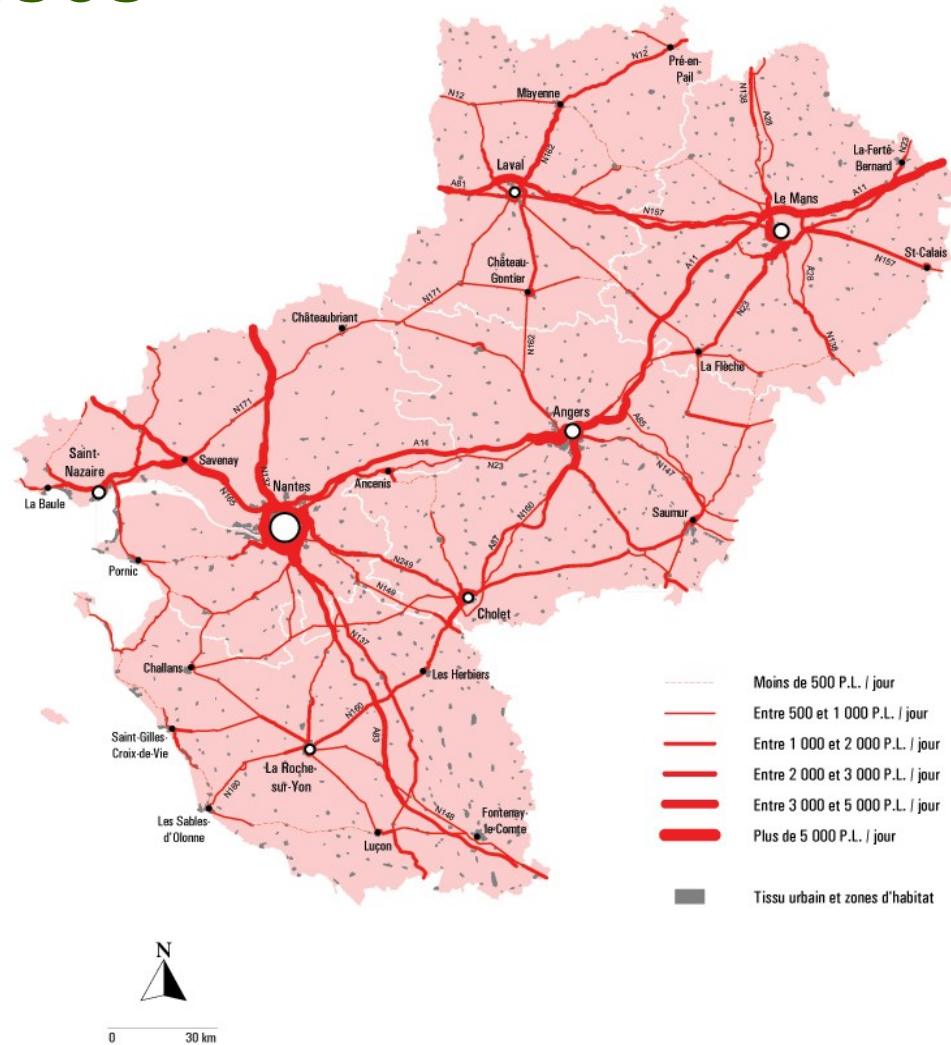 N12
Pré-en-
Pail
N12
Mayenne
N138
A28
N162
La-Ferté-
Bernard
N23
Laval
A81
A11
Le Mans
N157
St-Calais
N157
A11
A28
Château-
Gontier
N171
N23
N138
Châteaubriant
N162
La Flèche
N171
Angers
A85
A14
Saint-
Nazaire
Savenay
N137
N23
N147
Nantes
Ancenis
La Baule
N165
N160
Saumur
A87
Pornic
N249
N149
Cholet
N137
Challans
Les Herbiers
N160
Saint-Gilles-
Croix-de-Vie
A83
La Roche-
sur-Yon
N160
Les Sables-
d'Olonne
N148
Fontenay-
le-Comte
Luçon
Moins de 500 P.L. / jour
Entre 500 et 1 000 P.L. / jour
Entre 1 000 et 2 000 P.L. / jour
Entre 2 000 et 3 000 P.L. / jour
Entre 3 000 et 5 000 P.L. / jour
Plus de 5 000 P.L. / jour
Tissu urbain et zones d'habitat
N
0 30 km